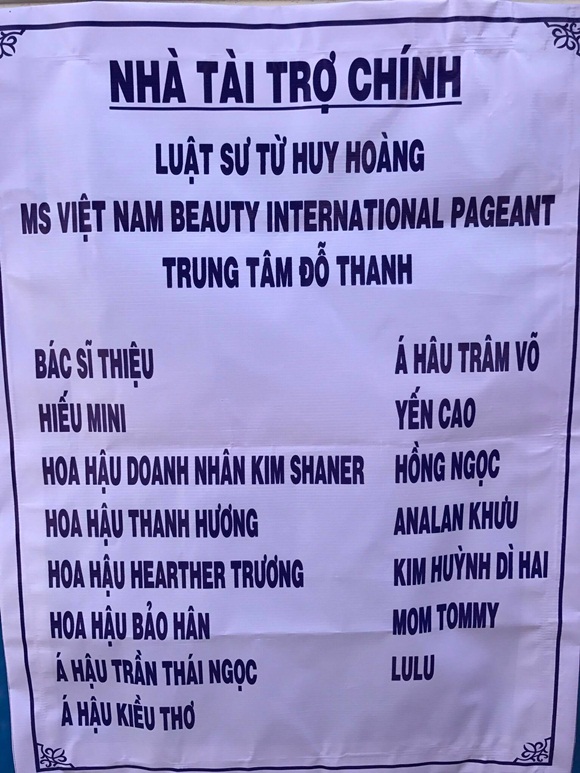 NHÀ TÀI TRỢ CHÍNH
LUẬT SƯ TỪ HUY HOÀNG
MS VIỆT NAM BEAUTY INTERNATIONAL PAGEANT
TRUNG TÂM ĐỖ THANH
BÁC SĨ THIỆU
HIẾU MINI
HOA HẬU DOANH NHÂN KIM SHANER
HOA HẬU THANH HƯƠNG
HOA HẬU HEARTHER TRƯƠNG
HOA HẬU BẢO HÂN
Á HẬU TRẦN THÁI NGỌC
Á HẬU KIỀU THƠ
Á HÂU TRÂM VÕ
YẾN CAO
HỒNG NGỌC
ANALAN KHƯU
KIM HUỲNH DÌ HAI
MOM TOMMY
LULU